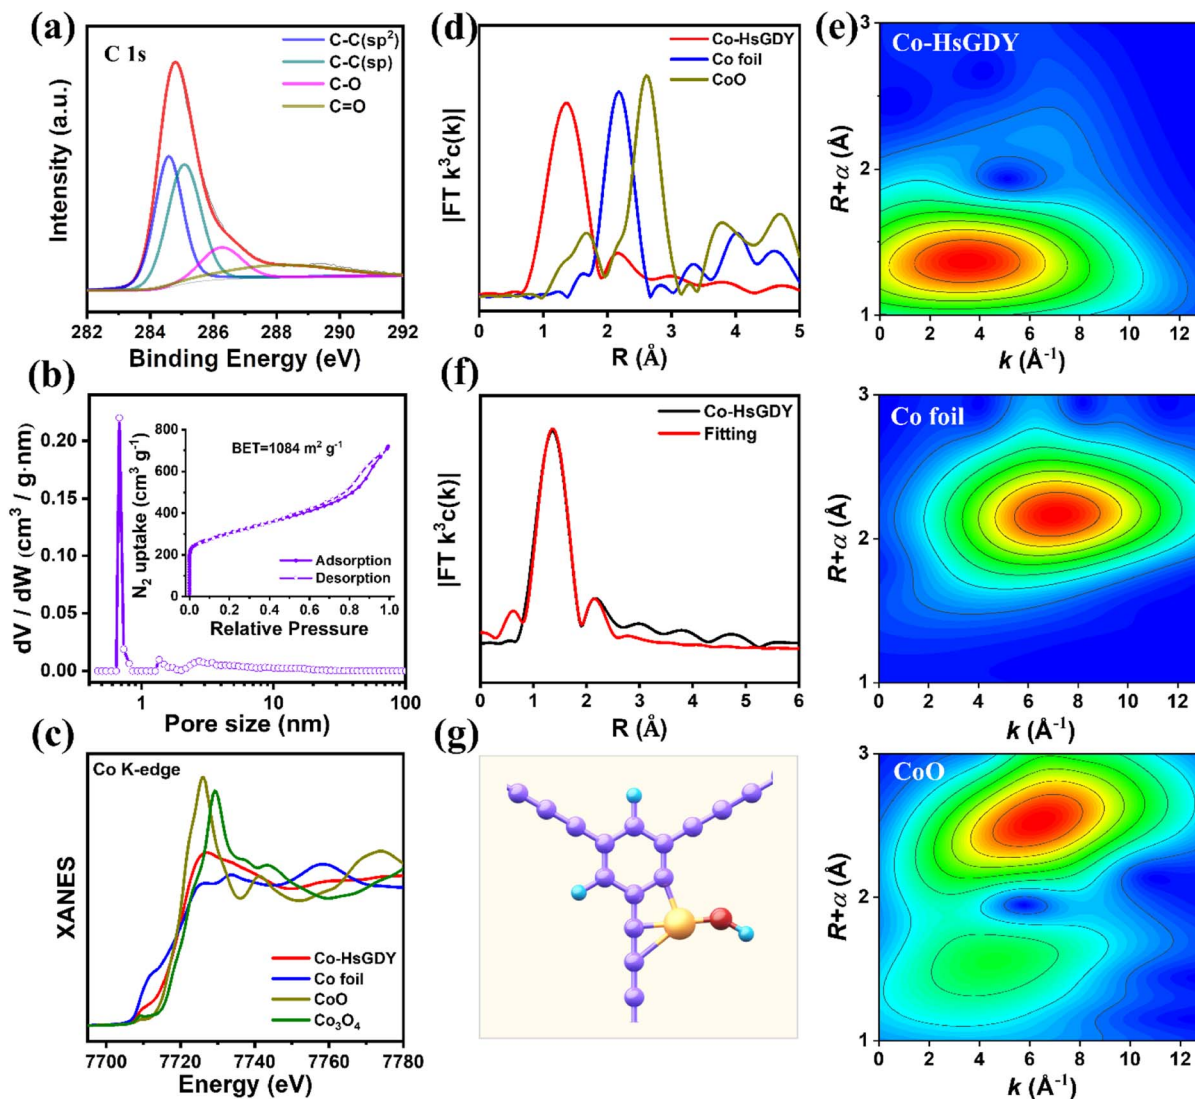 (a)
C 1s
C-C(sp²)
C-C(sp)
C-O
C=O
Intensity (a.u.)
282 284 286 288 290 292
Binding Energy (eV)
(d)
Co-HsGDY
Co foil
CoO
|FT k³c(k)|
0 1 2 3 4 5
R (Å)
(e)
Co-HsGDY
3
2
1
R+α (Å)
0 2 4 6 8 10 12
k (Å⁻¹)
(b)
dV / dW (cm³ / g·nm)
0.20
0.15
0.10
0.05
0.00
1 10 100
Pore size (nm)
N₂ uptake (cm³ g⁻¹)
800
600
400
200
0
BET=1084 m² g⁻¹
Adsorption
Desorption
0.0 0.2 0.4 0.6 0.8 1.0
Relative Pressure
(f)
Co-HsGDY
Fitting
|FT k³c(k)|
0 1 2 3 4 5 6
R (Å)
Co foil
3
2
1
R+α (Å)
0 2 4 6 8 10 12
k (Å⁻¹)
(c)
Co K-edge
XANES
Co-HsGDY
Co foil
CoO
Co₃O₄
7700 7720 7740 7760 7780
Energy (eV)
(g)
CoO
3
2
1
R+α (Å)
0 2 4 6 8 10 12
k (Å⁻¹)